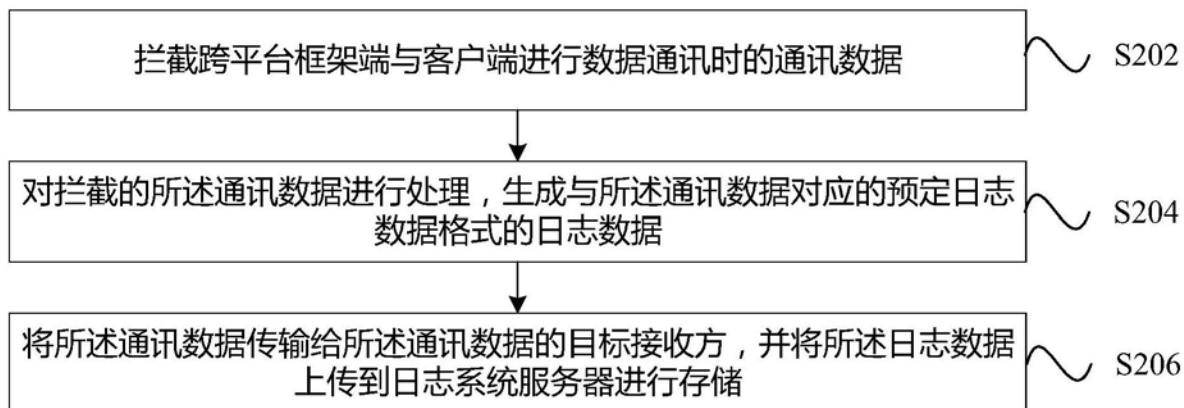 拦截跨平台框架端与客户端进行数据通讯时的通讯数据
S202
对拦截的所述通讯数据进行处理，生成与所述通讯数据对应的预定日志
数据格式的日志数据
S204
将所述通讯数据传输给所述通讯数据的目标接收方，并将所述日志数据
上传到日志系统服务器进行存储
S206